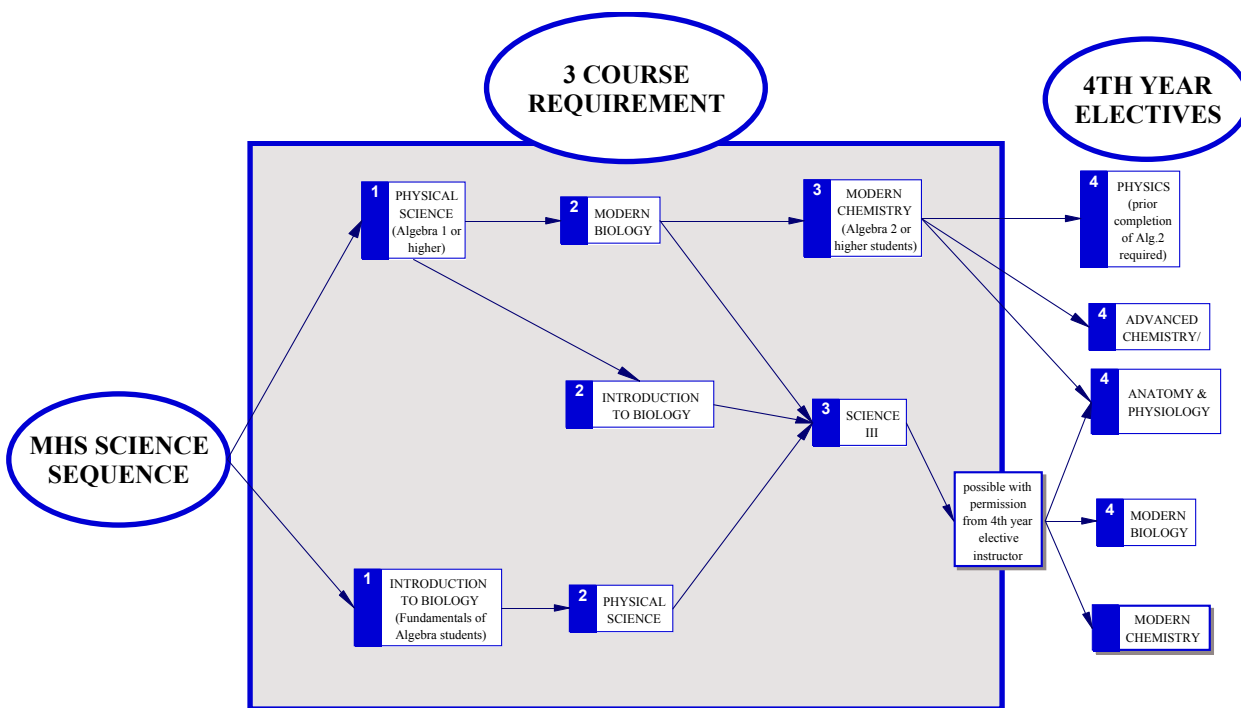 3 COURSE
REQUIREMENT
4TH YEAR
ELECTIVES
MHS SCIENCE
SEQUENCE
1
PHYSICAL
SCIENCE
(Algebra 1 or
higher)
2
MODERN
BIOLOGY
3
MODERN
CHEMISTRY
(Algebra 2 or
higher students)
4
PHYSICS
(prior
completion
of Alg.2
required)
4
ADVANCED
CHEMISTRY/
4
ANATOMY &
PHYSIOLOGY
2
INTRODUCTION
TO BIOLOGY
3
SCIENCE
III
possible with
permission
from 4th year
elective
instructor
4
MODERN
BIOLOGY
1
INTRODUCTION
TO BIOLOGY
(Fundamentals of
Algebra students)
2
PHYSICAL
SCIENCE
MODERN
CHEMISTRY